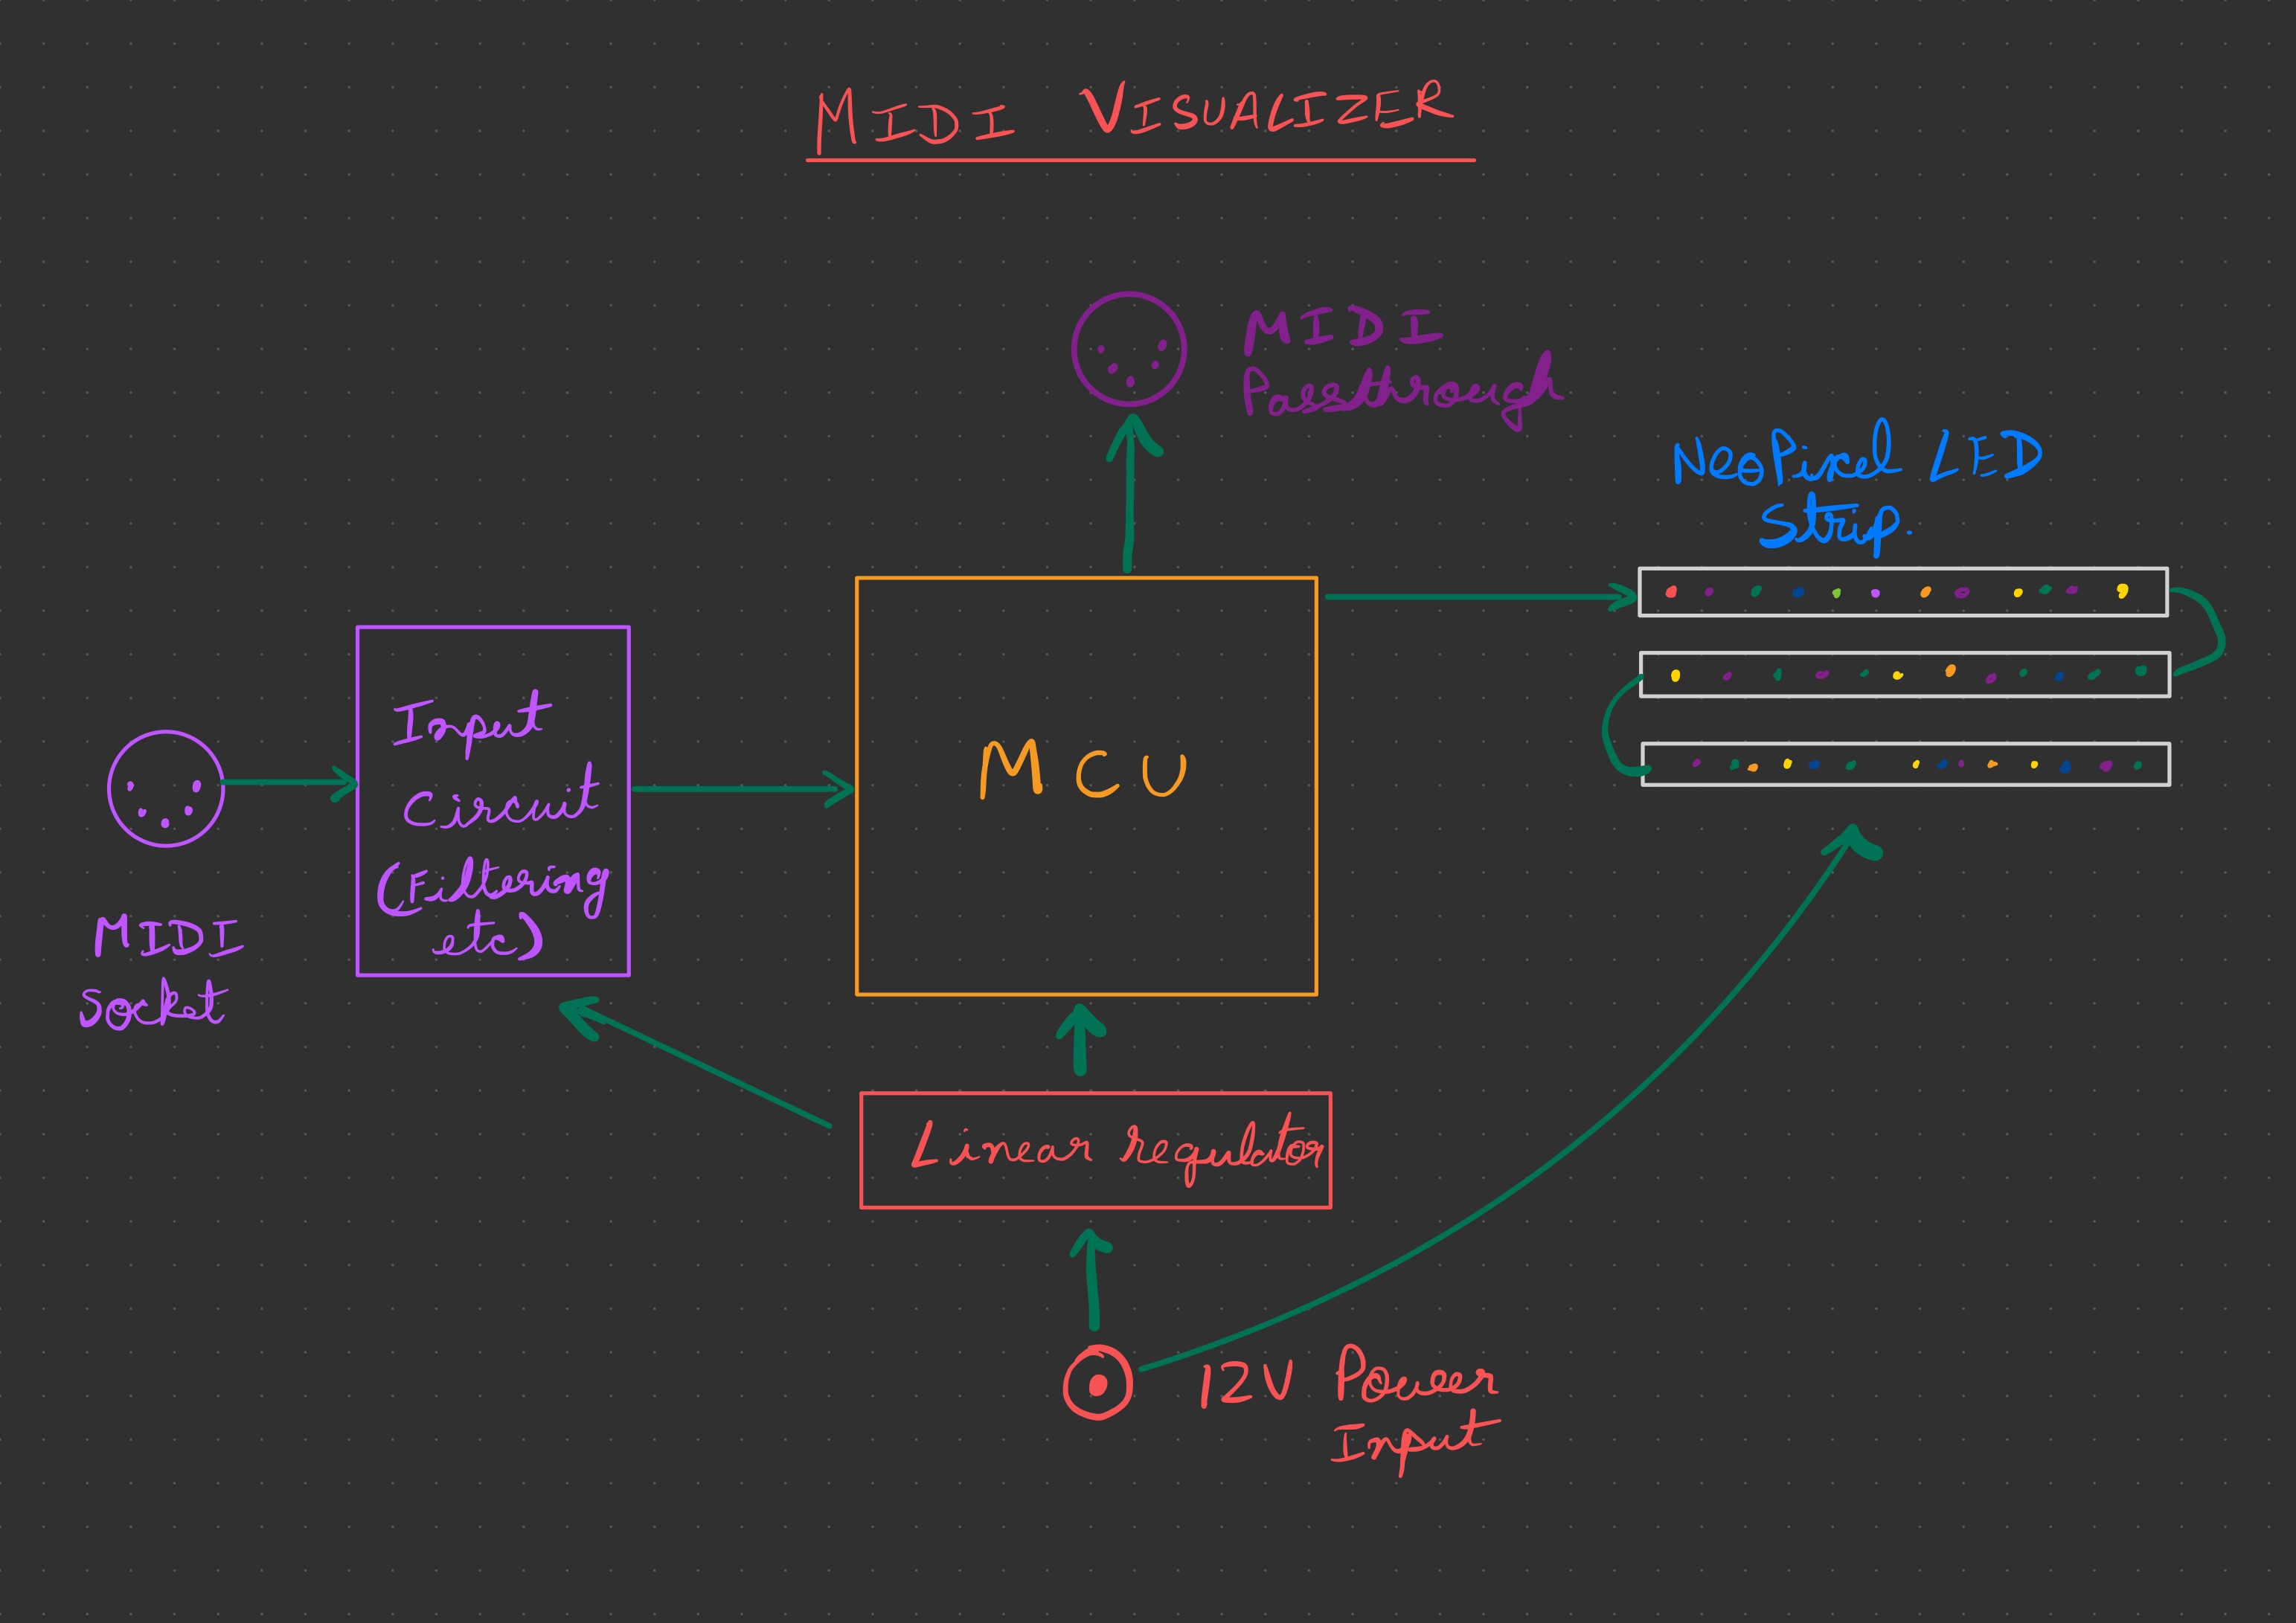 MIDI VISUALIZER
MIDI
Passthrough
NeoPixel LED
Strip.
Input
Circuit
(Filtering
etc)
MCU
MIDI
Socket
Linear regulator
12V Power
Input